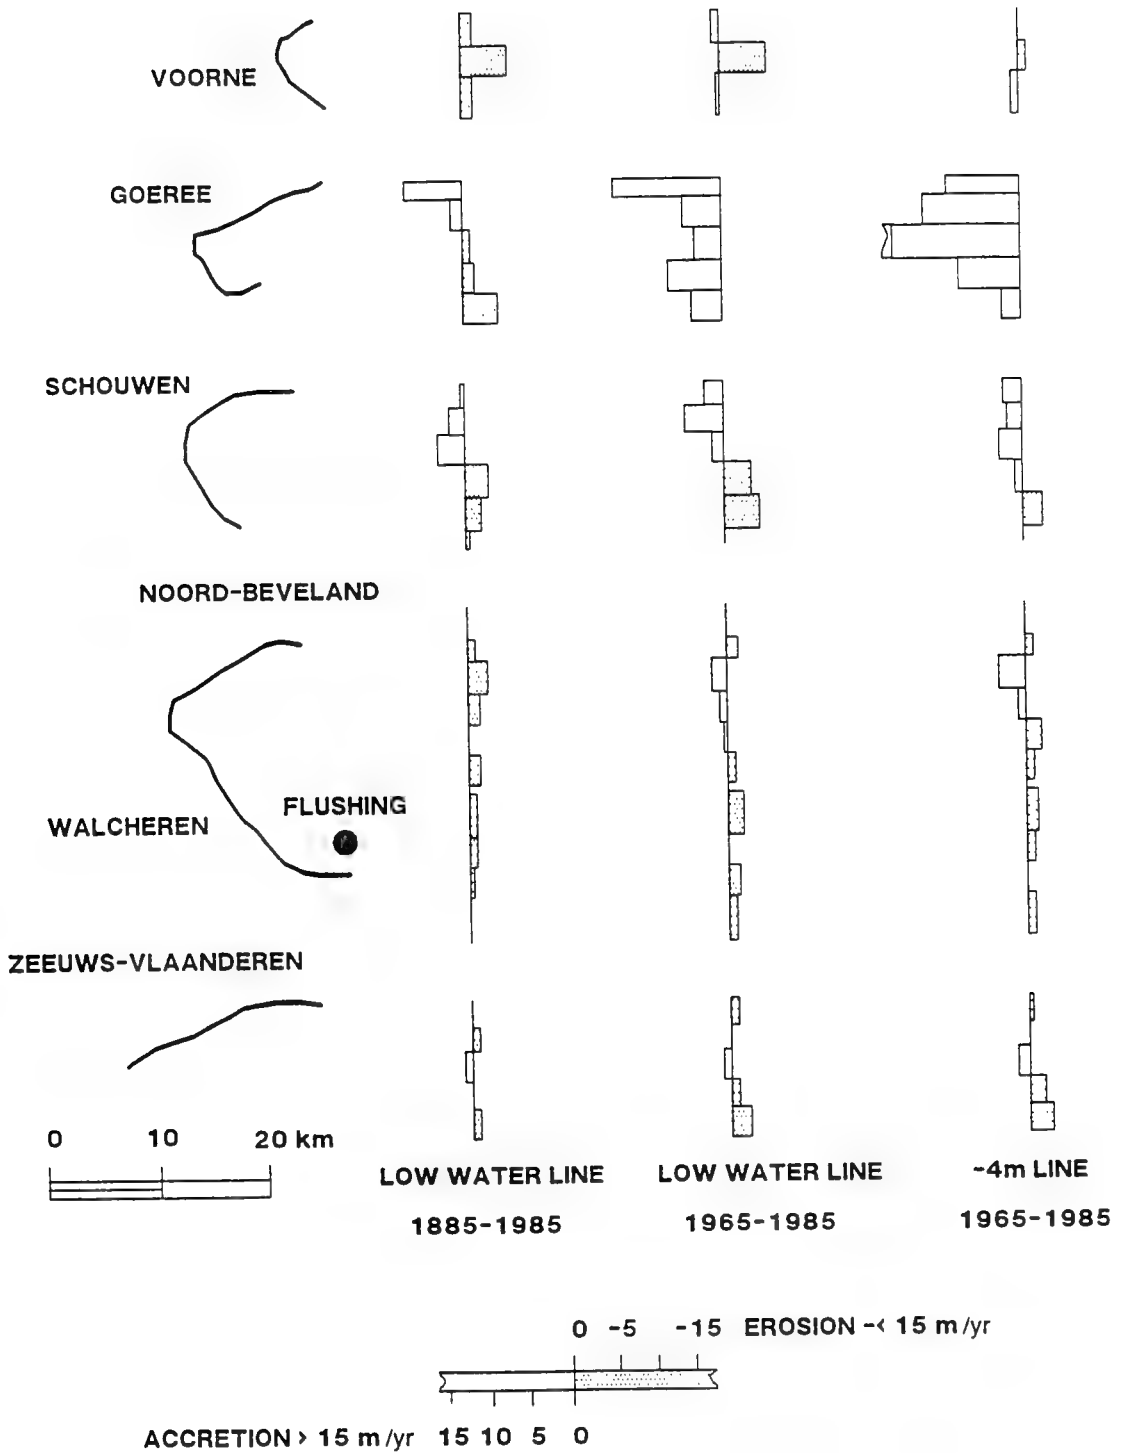 VOORNE
GOEREE
SCHOUWEN
NOORD-BEVELAND
FLUSHING
WALCHEREN
ZEEUWS-VLAANDEREN
0 10 20 km
LOW WATER LINE LOW WATER LINE -4m LINE
1885-1985 1965-1985 1965-1985
0 -5 -15 EROSION -< 15 m/yr
ACCRETION > 15 m/yr 15 10 5 0